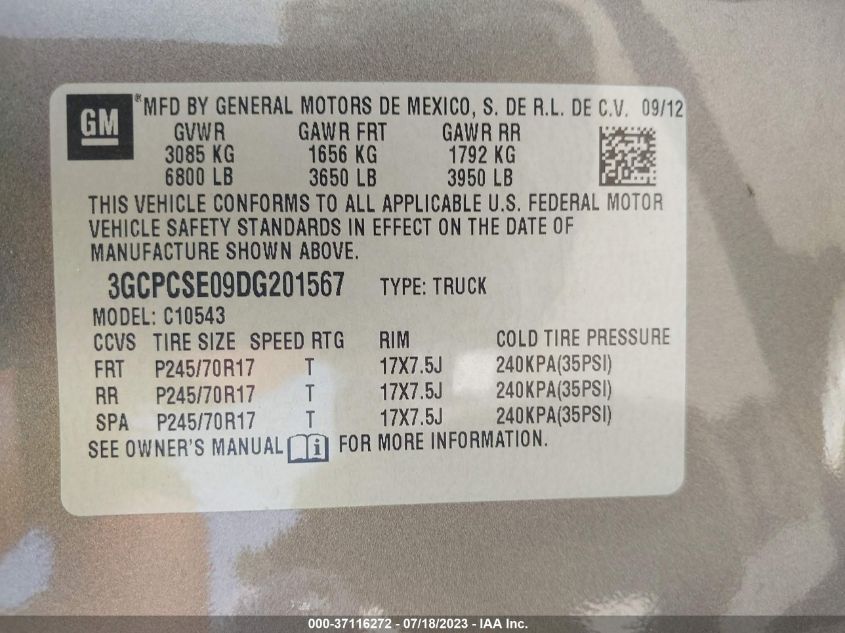 GM ® MFD BY GENERAL MOTORS DE MEXICO, S. DE R.L. DE C.V. 09/12
GVWR GAWR FRT GAWR RR
3085 KG 1656 KG 1792 KG
6800 LB 3650 LB 3950 LB
THIS VEHICLE CONFORMS TO ALL APPLICABLE U.S. FEDERAL MOTOR
VEHICLE SAFETY STANDARDS IN EFFECT ON THE DATE OF
MANUFACTURE SHOWN ABOVE.
3GCPCSE09DG201567 TYPE: TRUCK
MODEL: C10543
CCVS TIRE SIZE SPEED RTG RIM COLD TIRE PRESSURE
FRT P245/70R17 T 17X7.5J 240KPA(35PSI)
RR P245/70R17 T 17X7.5J 240KPA(35PSI)
SPA P245/70R17 T 17X7.5J 240KPA(35PSI)
SEE OWNER'S MANUAL i FOR MORE INFORMATION.
000-37116272 - 07/18/2023 - IAA Inc.